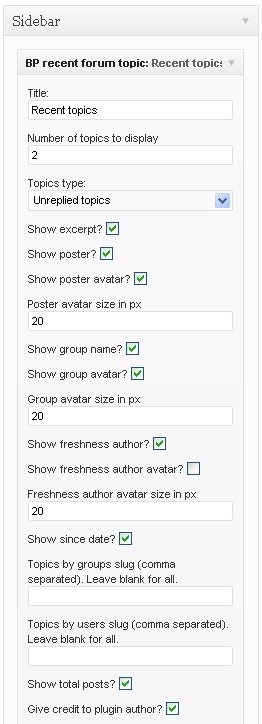 Sidebar
BP recent forum topic: Recent topics
Title:
Recent topics
Number of topics to display
2
Topics type:
Unreplied topics
Show excerpt?
Show poster?
Show poster avatar?
Poster avatar size in px
20
Show group name?
Show group avatar?
Group avatar size in px
20
Show freshness author?
Show freshness author avatar?
Freshness author avatar size in px
20
Show since date?
Topics by groups slug (comma
separated). Leave blank for all.
Topics by users slug (comma separated).
Leave blank for all.
Show total posts?
Give credit to plugin author?